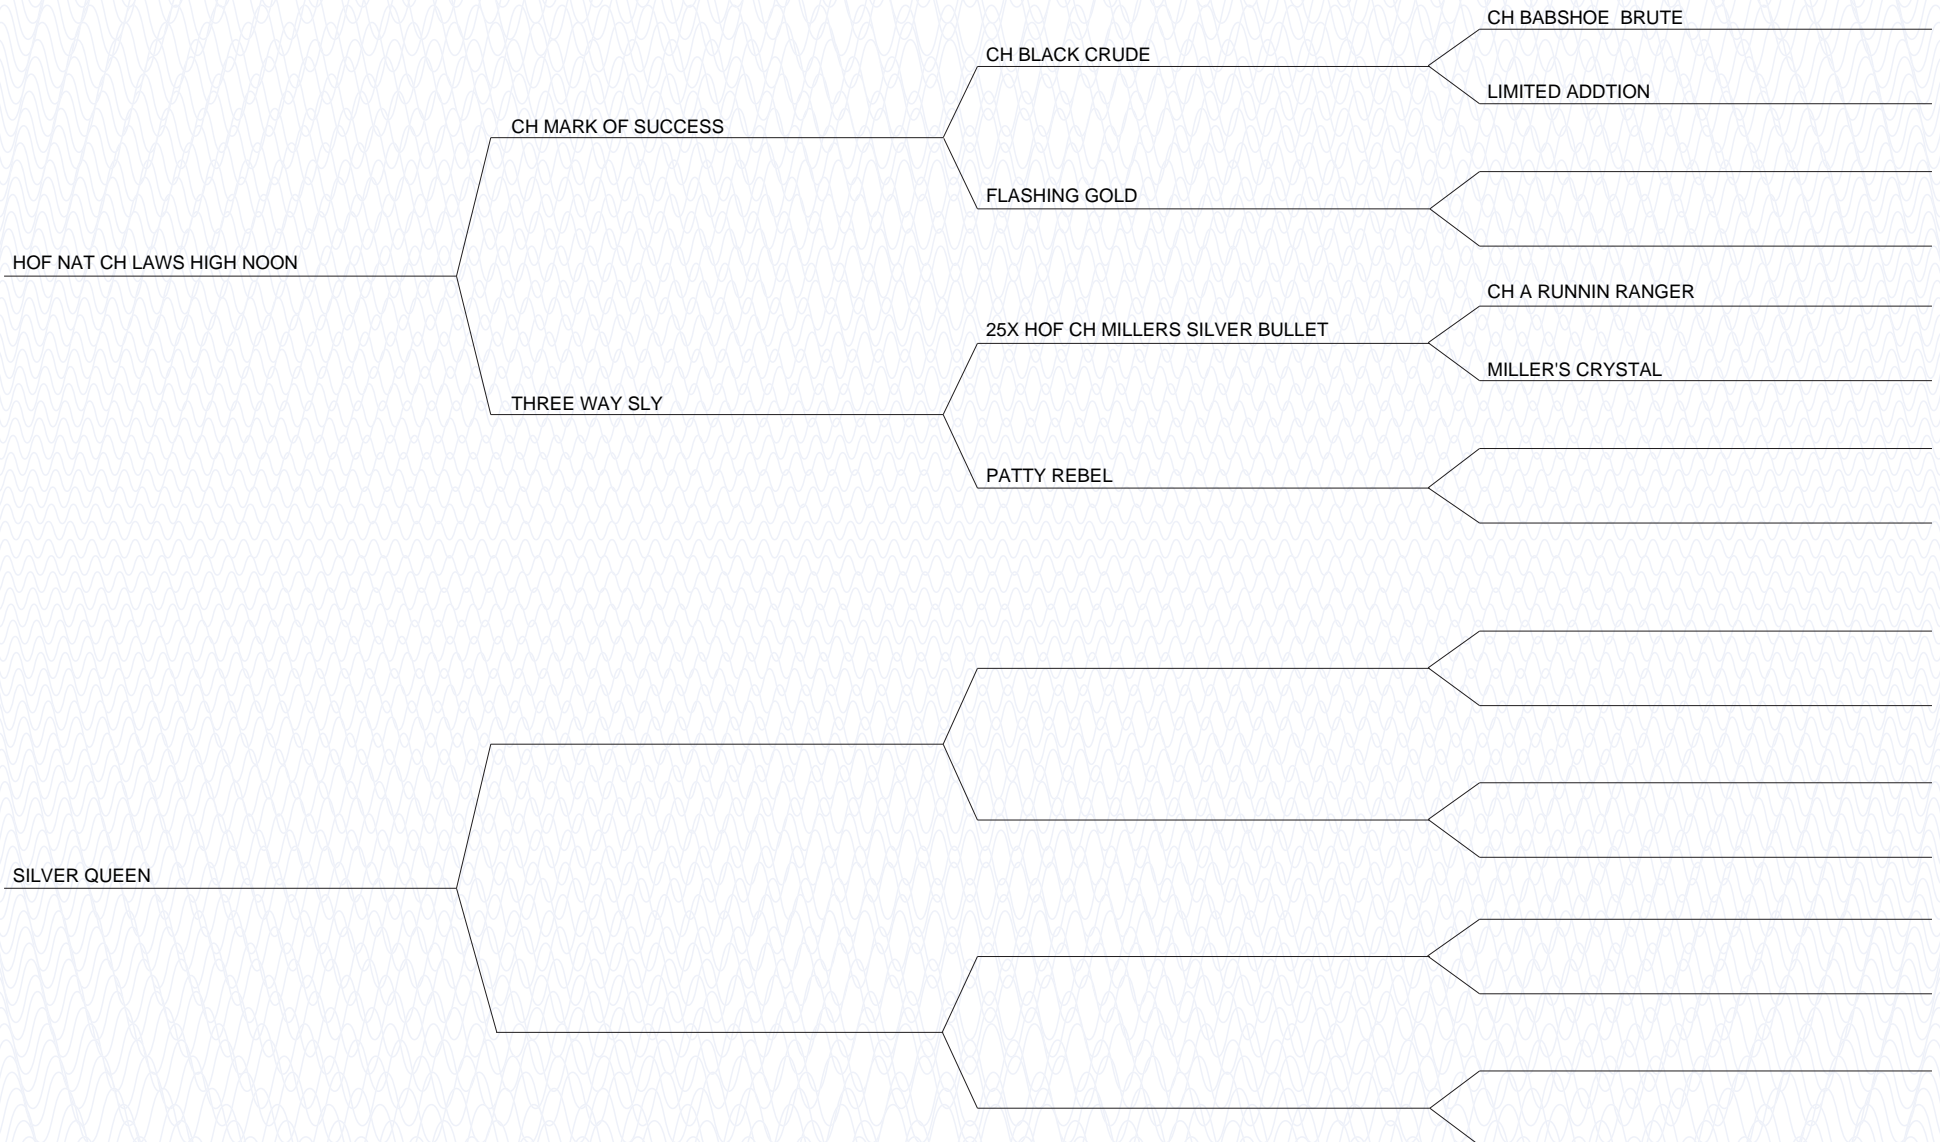 CH BABSHOE  BRUTE
CH BLACK CRUDE
LIMITED ADDTION
CH MARK OF SUCCESS
FLASHING GOLD
HOF NAT CH LAWS HIGH NOON
CH A RUNNIN RANGER
25X HOF CH MILLERS SILVER BULLET
MILLER'S CRYSTAL
THREE WAY SLY
PATTY REBEL
SILVER QUEEN